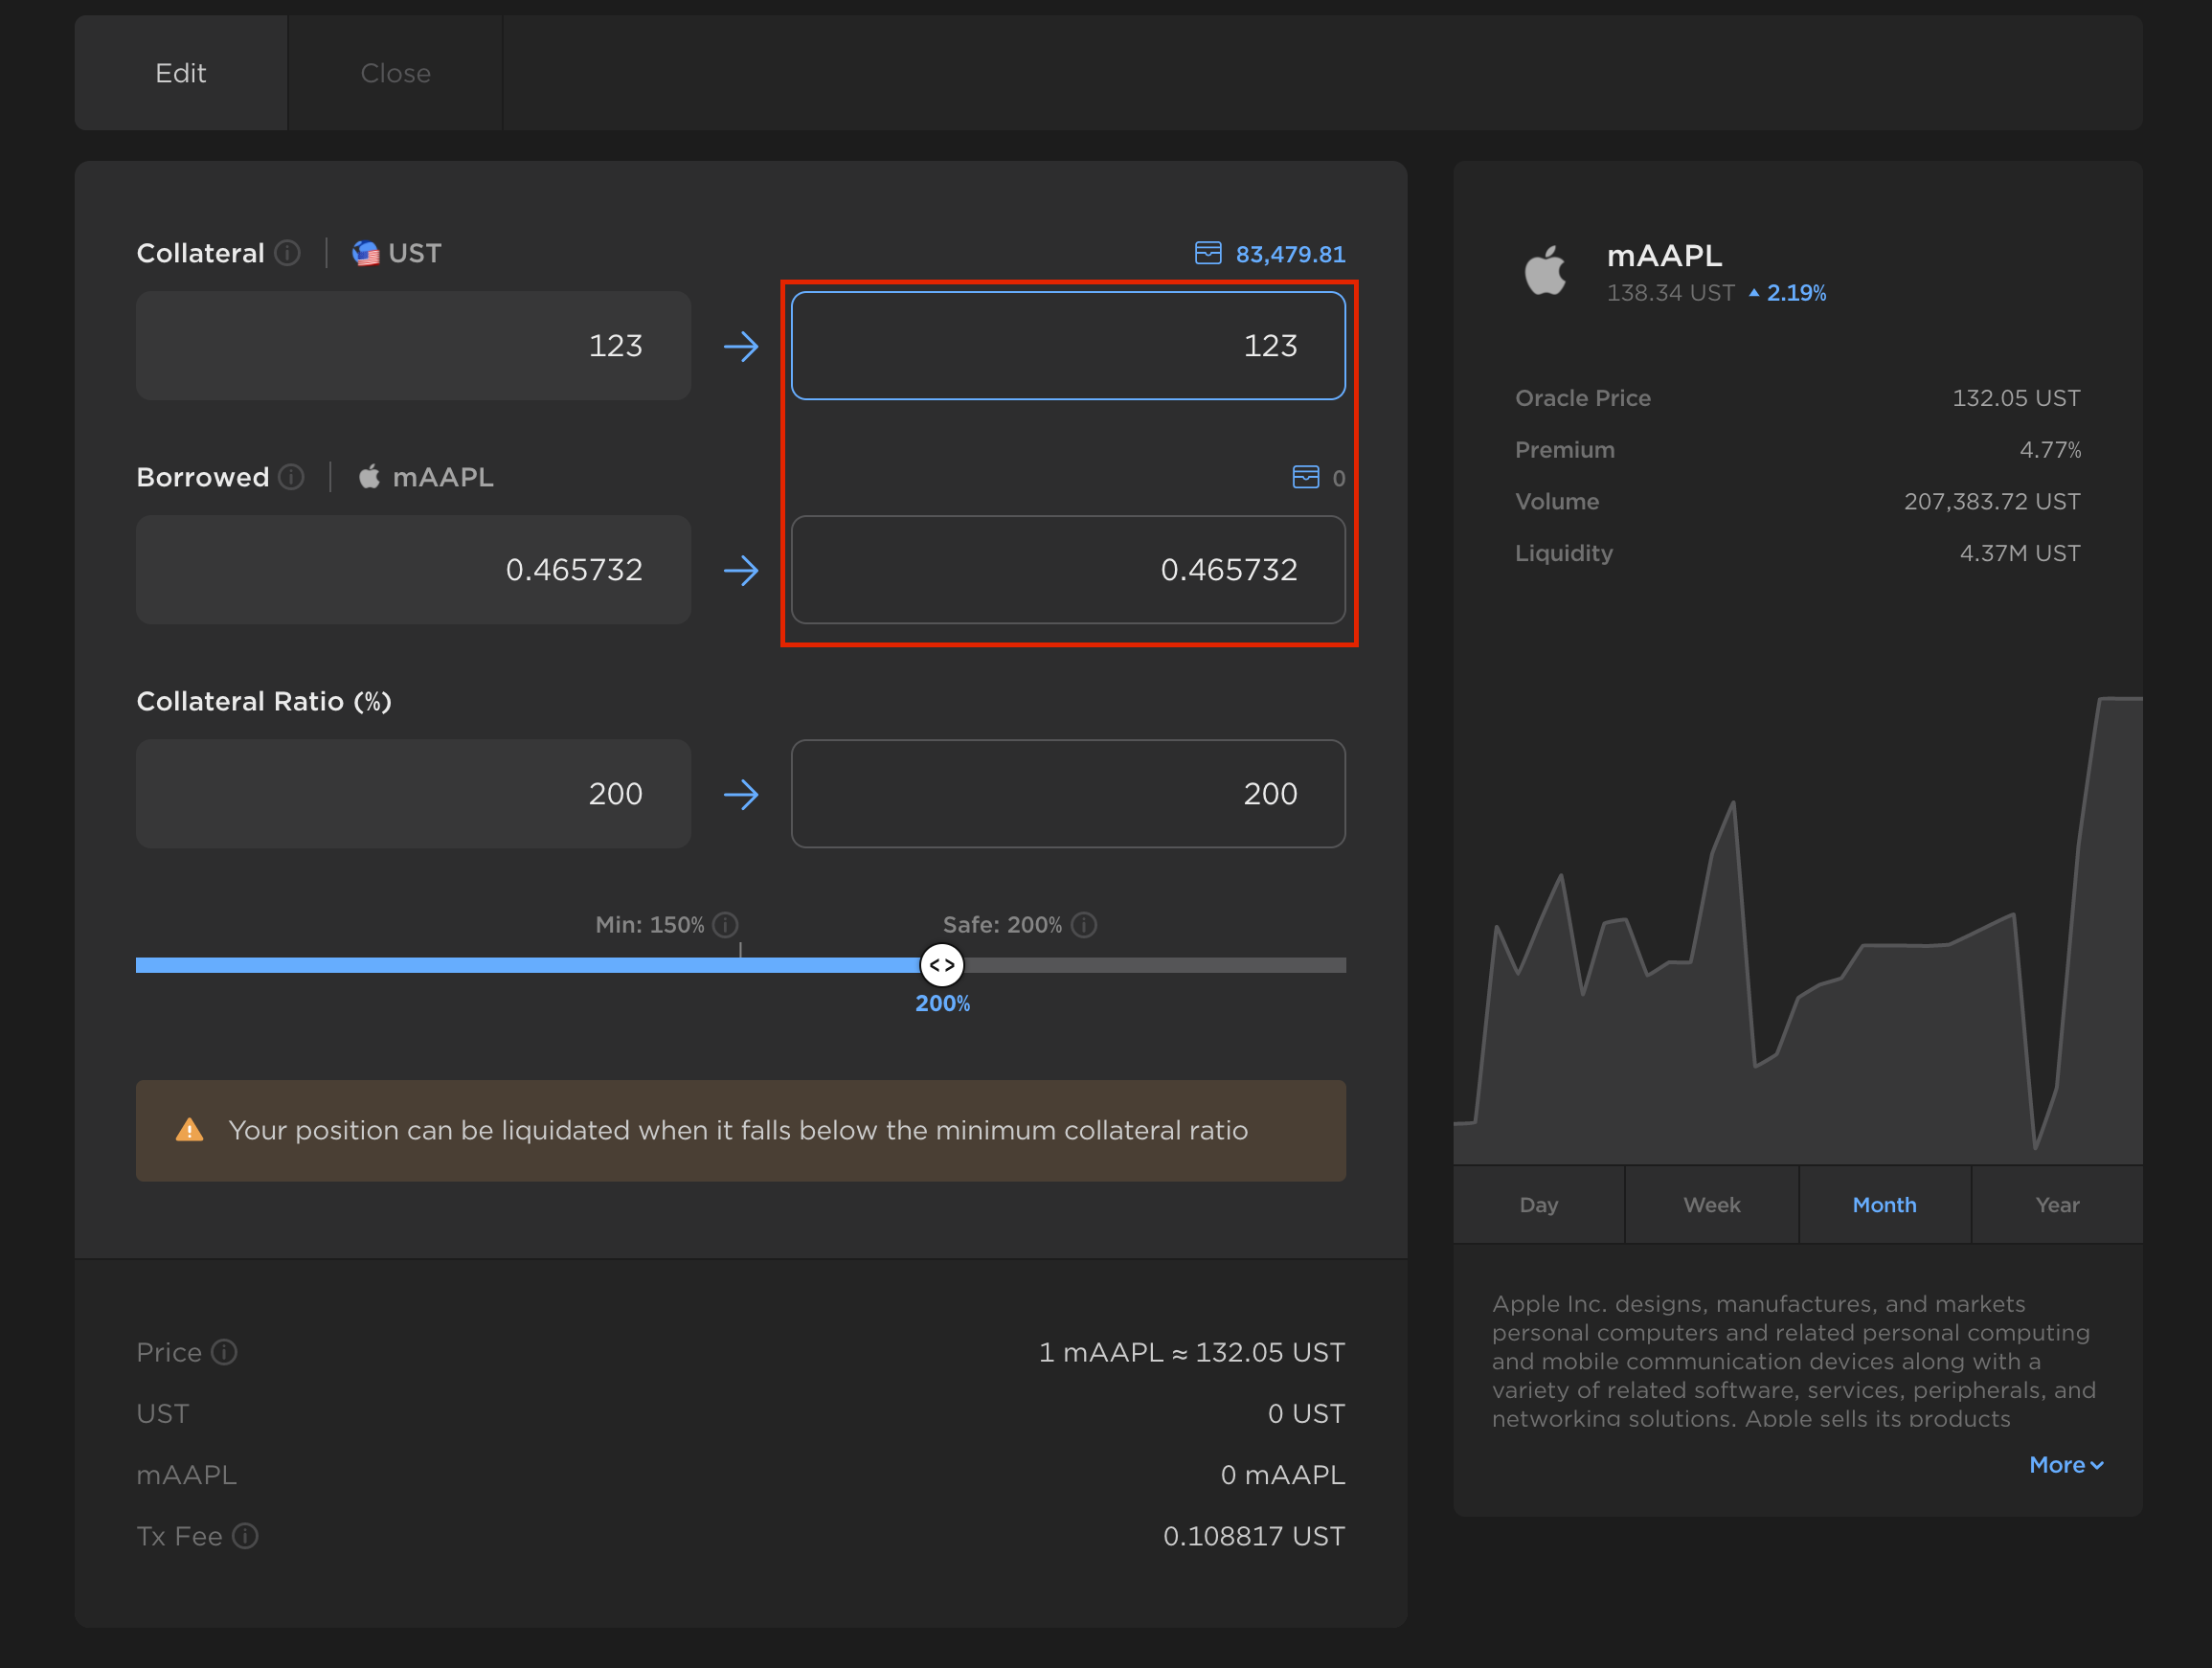 Edit
Close
Collateral
UST
83,479.81
123
123
Borrowed
mAAPL
0
0.465732
0.465732
Collateral Ratio (%)
200
200
Min: 150%
Safe: 200%
<>
200%
Your position can be liquidated when it falls below the minimum collateral ratio
Price
1 mAAPL ≈ 132.05 UST
UST
0 UST
mAAPL
0 mAAPL
Tx Fee
0.108817 UST
mAAPL
138.34 UST 2.19%
Oracle Price 132.05 UST
Premium 4.77%
Volume 207,383.72 UST
Liquidity 4.37M UST
Day
Week
Month
Year
Apple Inc. designs, manufactures, and markets
personal computers and related personal computing
and mobile communication devices along with a
variety of related software, services, peripherals, and
networking solutions. Apple sells its products
More